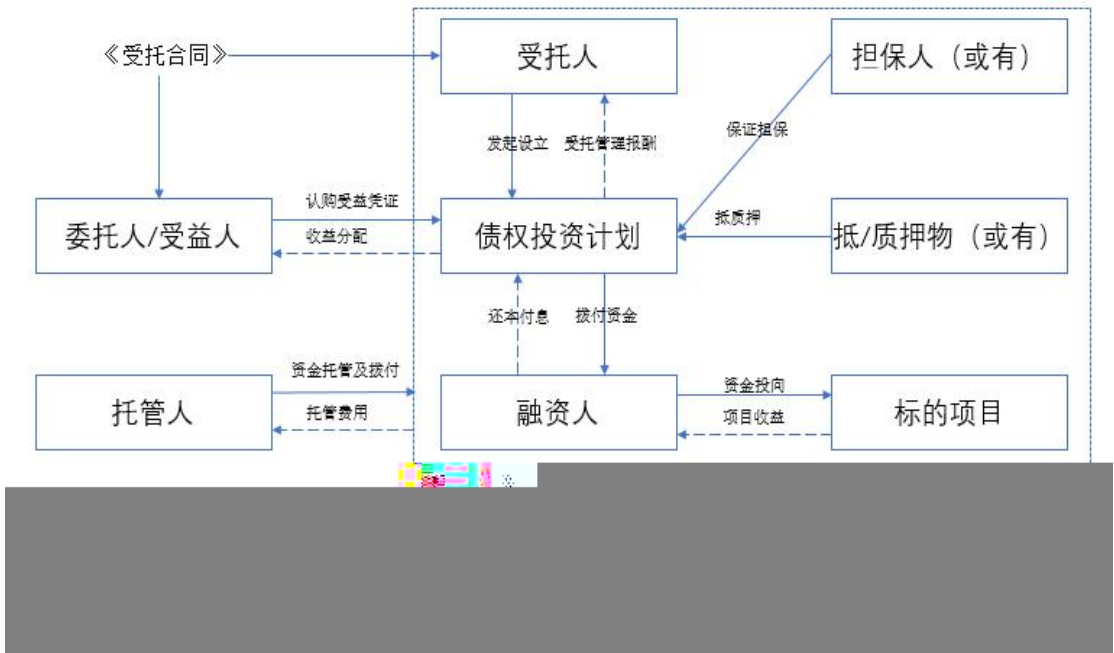 《受托合同》
受托人
担保人（或有）
保证担保
发起设立
受托管理报酬
认购受益凭证
抵质押
委托人/受益人
收益分配
债权投资计划
抵/质押物（或有）
还本付息
拨付资金
资金托管及拨付
资金投向
托管人
托管费用
融资人
项目收益
标的项目